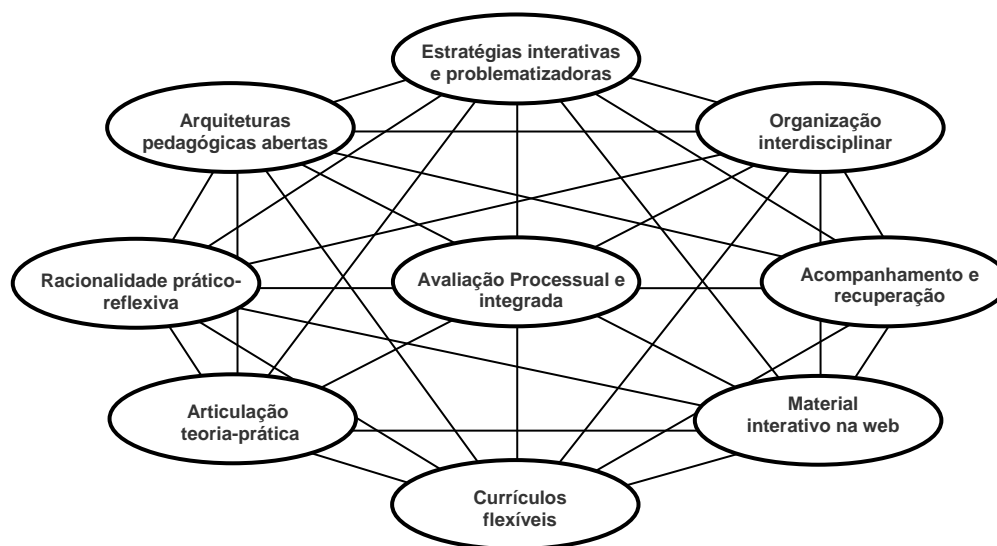 Estratégias interativas
e problematizadoras
Arquiteturas
pedagógicas abertas
Organização
interdisciplinar
Racionalidade prático-
reflexiva
Avaliação Processual e
integrada
Acompanhamento e
recuperação
Articulação
teoria-prática
Material
interativo na web
Currículos
flexíveis